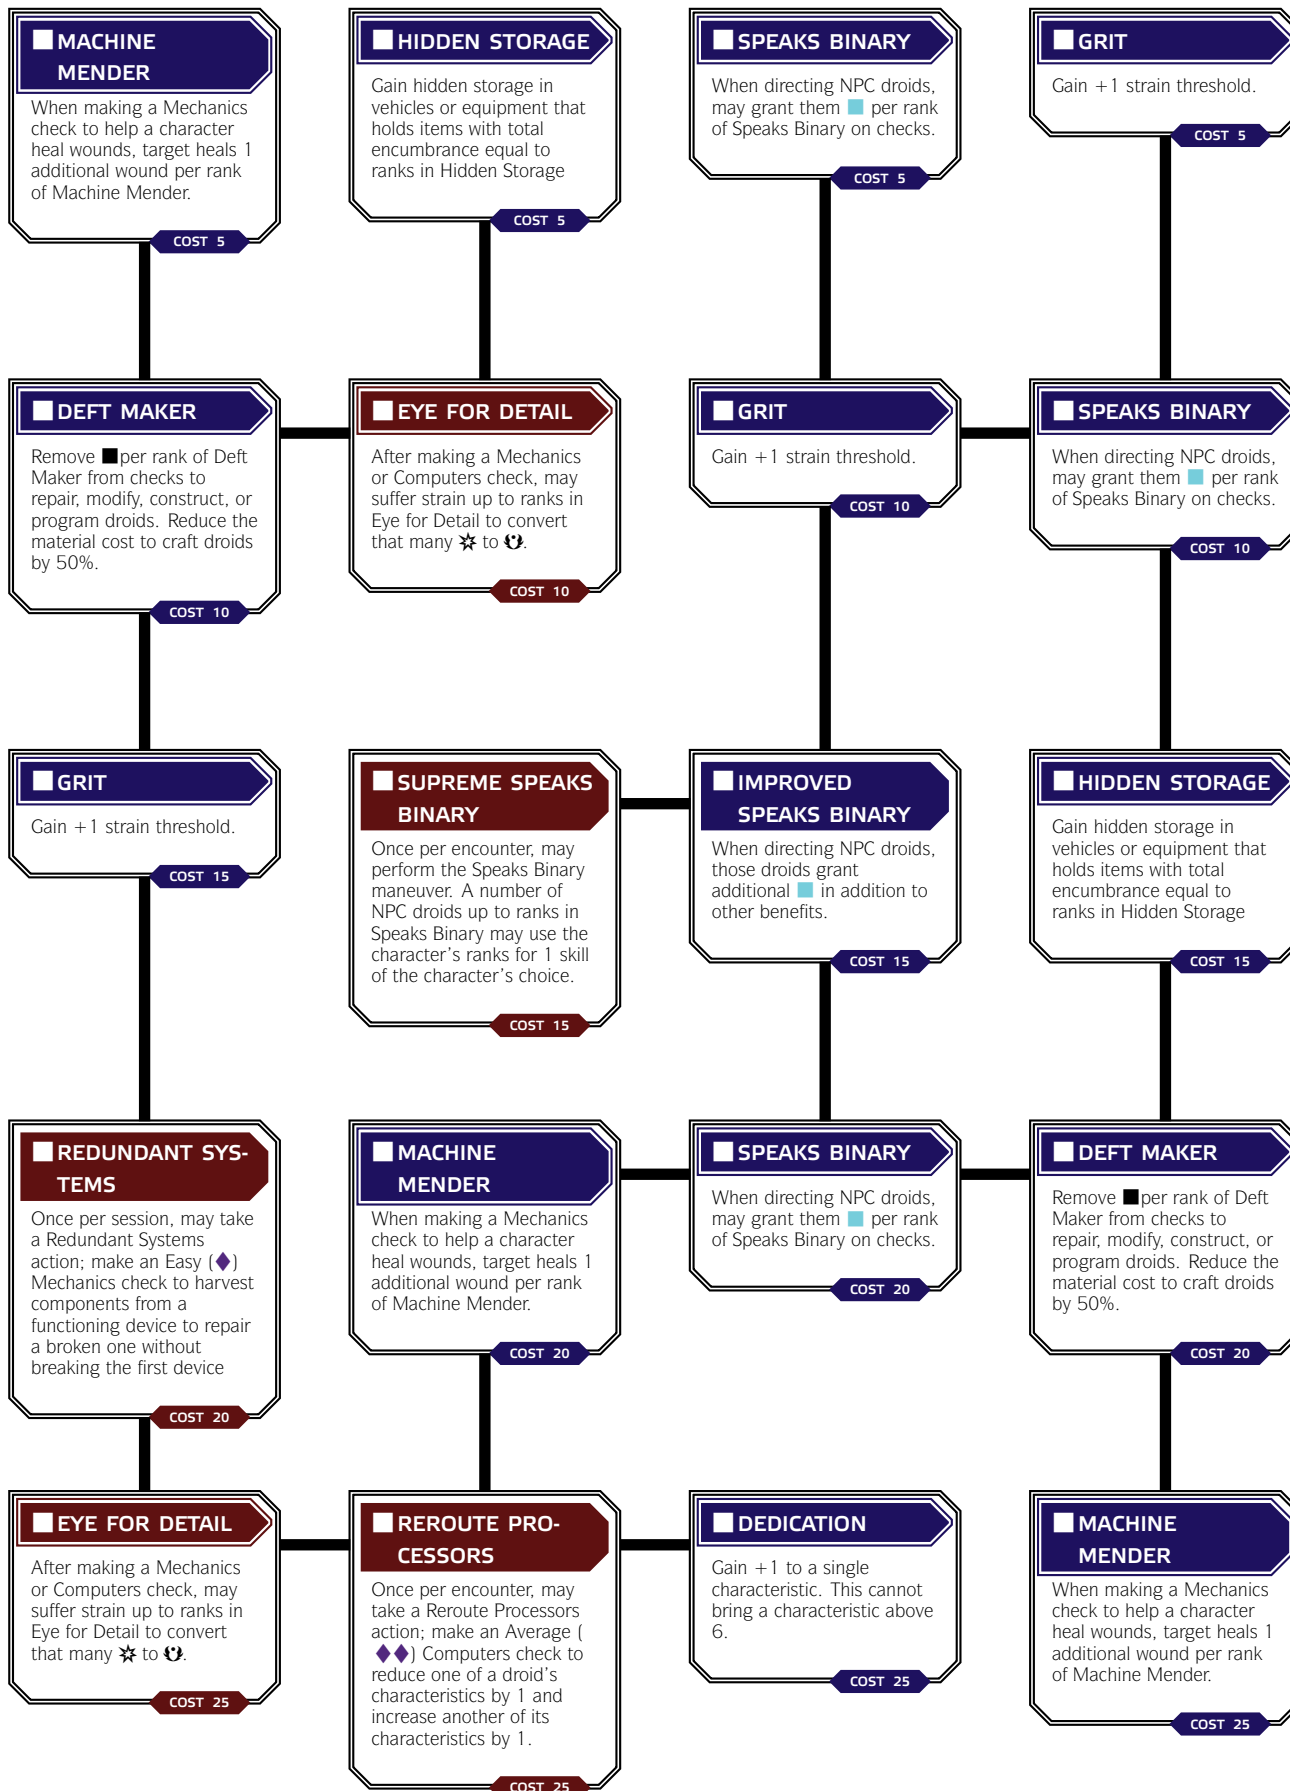 MACHINE
MENDER
When making a Mechanics
check to help a character
heal wounds, target heals 1
additional wound per rank
of Machine Mender.
COST 5
HIDDEN STORAGE
Gain hidden storage in
vehicles or equipment that
holds items with total
encumbrance equal to
ranks in Hidden Storage
COST 5
SPEAKS BINARY
When directing NPC droids,
may grant them per rank
of Speaks Binary on checks.
COST 5
GRIT
Gain +1 strain threshold.
COST 5
DEFT MAKER
Remove per rank of Deft
Maker from checks to
repair, modify, construct, or
program droids. Reduce the
material cost to craft droids
by 50%.
COST 10
EYE FOR DETAIL
After making a Mechanics
or Computers check, may
suffer strain up to ranks in
Eye for Detail to convert
that many to .
COST 10
GRIT
Gain +1 strain threshold.
COST 10
SPEAKS BINARY
When directing NPC droids,
may grant them per rank
of Speaks Binary on checks.
COST 10
GRIT
Gain +1 strain threshold.
COST 15
SUPREME SPEAKS
BINARY
Once per encounter, may
perform the Speaks Binary
maneuver. A number of
NPC droids up to ranks in
Speaks Binary may use the
character's ranks for 1 skill
of the character's choice.
COST 15
IMPROVED
SPEAKS BINARY
When directing NPC droids,
those droids grant
additional in addition to
other benefits.
COST 15
HIDDEN STORAGE
Gain hidden storage in
vehicles or equipment that
holds items with total
encumbrance equal to
ranks in Hidden Storage
COST 15
REDUNDANT SYS-
TEMS
Once per session, may take
a Redundant Systems
action; make an Easy ( )
Mechanics check to harvest
components from a
functioning device to repair
a broken one without
breaking the first device
COST 20
MACHINE
MENDER
When making a Mechanics
check to help a character
heal wounds, target heals 1
additional wound per rank
of Machine Mender.
COST 20
SPEAKS BINARY
When directing NPC droids,
may grant them per rank
of Speaks Binary on checks.
COST 20
DEFT MAKER
Remove per rank of Deft
Maker from checks to
repair, modify, construct, or
program droids. Reduce the
material cost to craft droids
by 50%.
COST 20
EYE FOR DETAIL
After making a Mechanics
or Computers check, may
suffer strain up to ranks in
Eye for Detail to convert
that many to .
COST 25
REROUTE PRO-
CESSORS
Once per encounter, may
take a Reroute Processors
action; make an Average (
) Computers check to
reduce one of a droid's
characteristics by 1 and
increase another of its
characteristics by 1.
COST 25
DEDICATION
Gain +1 to a single
characteristic. This cannot
bring a characteristic above
6.
COST 25
MACHINE
MENDER
When making a Mechanics
check to help a character
heal wounds, target heals 1
additional wound per rank
of Machine Mender.
COST 25